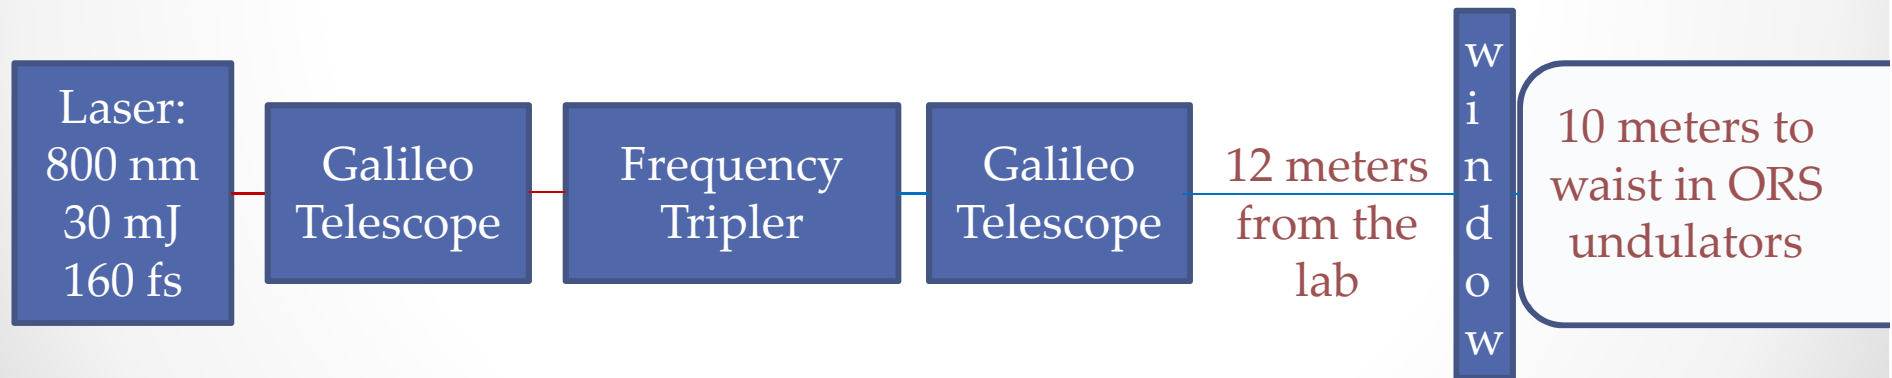 Laser:
800 nm
30 mJ
160 fs
Galileo
Telescope
Frequency
Tripler
Galileo
Telescope
12 meters
from the
lab
w
i
n
d
o
w
10 meters to
waist in ORS
undulators